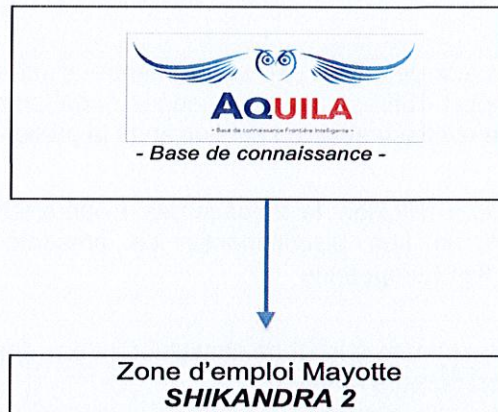 AQUILA
• Base de connaissance Frontière Intelligente •
- Base de connaissance -
Zone d'emploi Mayotte
SHIKANDRA 2